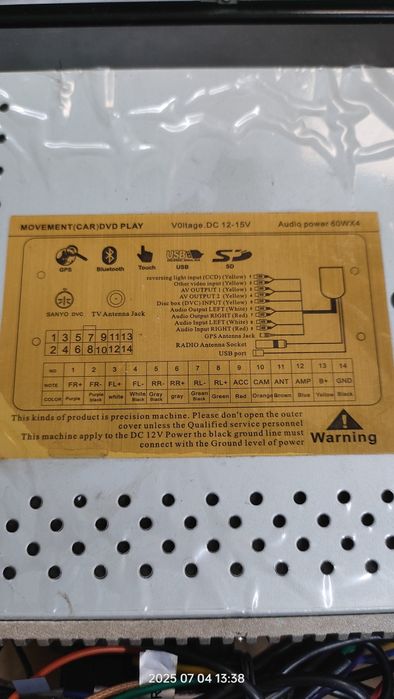 MOVEMENT(CAR)DVD PLAY V0ltage.DC 12-15V Audio power 60WX4
GPS Bluetooth Touch USB SD
reversing light input (CCD) (Yellow)
Other video input (Yellow)
AV OUTPUT 1 (Yellow)
AV OUTPUT 2 (Yellow)
Disc box (DVC) INPUT (Yellow)
Audio Output LEFT (White)
Audio Output RIGHT (Red)
Audio Input LEFT (White)
Audio Input RIGHT (Red)
GPS Antenna Jack
RADIO Antenna Socket
USB port
SANYO DVC TV Antenna Jack
1 3 5 7 9 11 13
2 4 6 8 10 12 14
NO 1 2 3 4 5 6 7 8 9 10 11 12 13 14
NOTE FR+ FR- FL+ FL- RR- RR+ RL- RL+ ACC CAM ANT AMP B+ GND
COLOR Purple Purple black white White Black Gray Black gray Green Black Green Red Orange Brown Blue Yellow Black
This kinds of product is precision machine. Please don't open the outer
cover unless the Qualified service personnel
This machine apply to the DC 12V Power the black ground line must
connect with the Ground level of power
Warning
2025 07 04 13:38